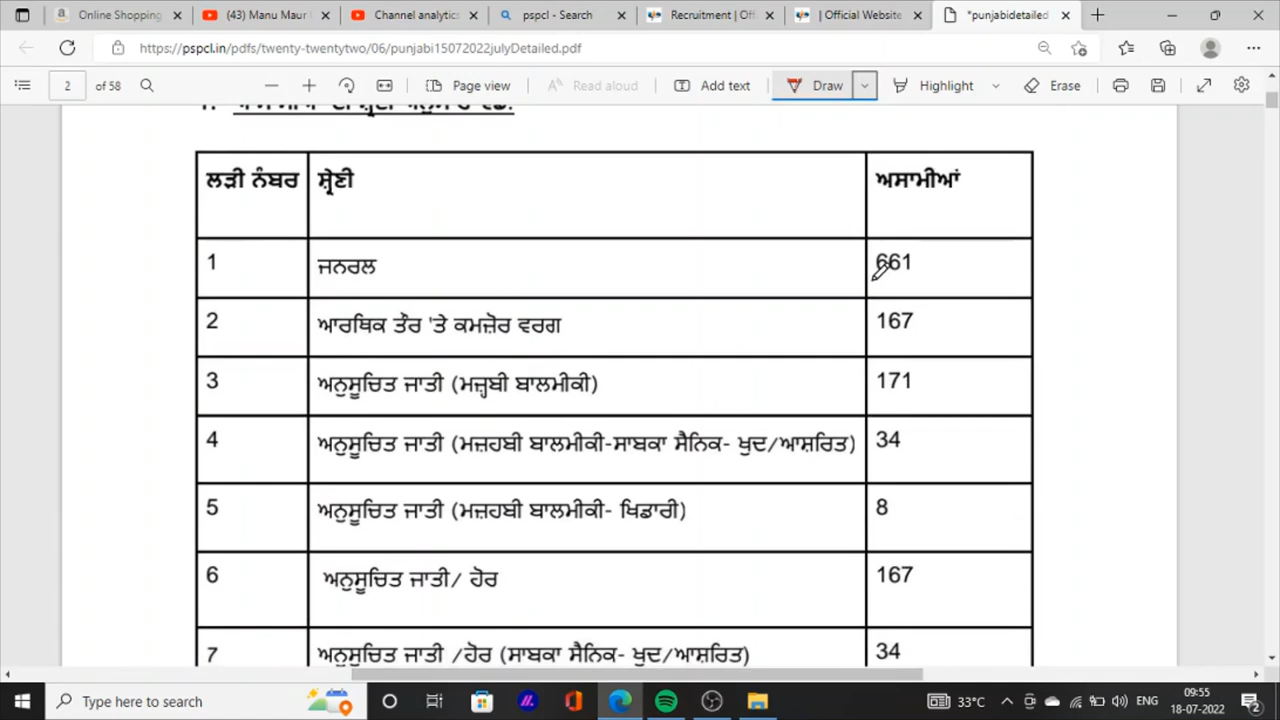 Online Shopping
(43) Manu Maur
Channel analytics
pspcl - Search
Recruitment | Off
| Official Website
*punjabidetailed
https://pspcl.in/pdfs/twenty-twentytwo/06/punjabi15072022julyDetailed.pdf
2 of 58
Page view
Read aloud
Add text
Draw
Highlight
Erase
ਲੜੀ ਨੰਬਰ ਸ਼੍ਰੇਣੀ ਅਸਾਮੀਆਂ
1 ਜਨਰਲ 661
2 ਆਰਥਿਕ ਤੌਰ 'ਤੇ ਕਮਜ਼ੋਰ ਵਰਗ 167
3 ਅਨੁਸੂਚਿਤ ਜਾਤੀ (ਮਜ਼੍ਹਬੀ ਬਾਲਮੀਕੀ) 171
4 ਅਨੁਸੂਚਿਤ ਜਾਤੀ (ਮਜ਼ਹਬੀ ਬਾਲਮੀਕੀ-ਸਾਬਕਾ ਸੈਨਿਕ- ਖੁਦ/ਆਸ਼ਰਿਤ) 34
5 ਅਨੁਸੂਚਿਤ ਜਾਤੀ (ਮਜ਼ਹਬੀ ਬਾਲਮੀਕੀ- ਖਿਡਾਰੀ) 8
6 ਅਨੁਸੂਚਿਤ ਜਾਤੀ/ ਹੋਰ 167
7 ਅਨੁਸੂਚਿਤ ਜਾਤੀ /ਹੋਰ (ਸਾਬਕਾ ਸੈਨਿਕ- ਖੁਦ/ਆਸ਼ਰਿਤ) 34
Type here to search
33°C
ENG
09:55
18-07-2022
2